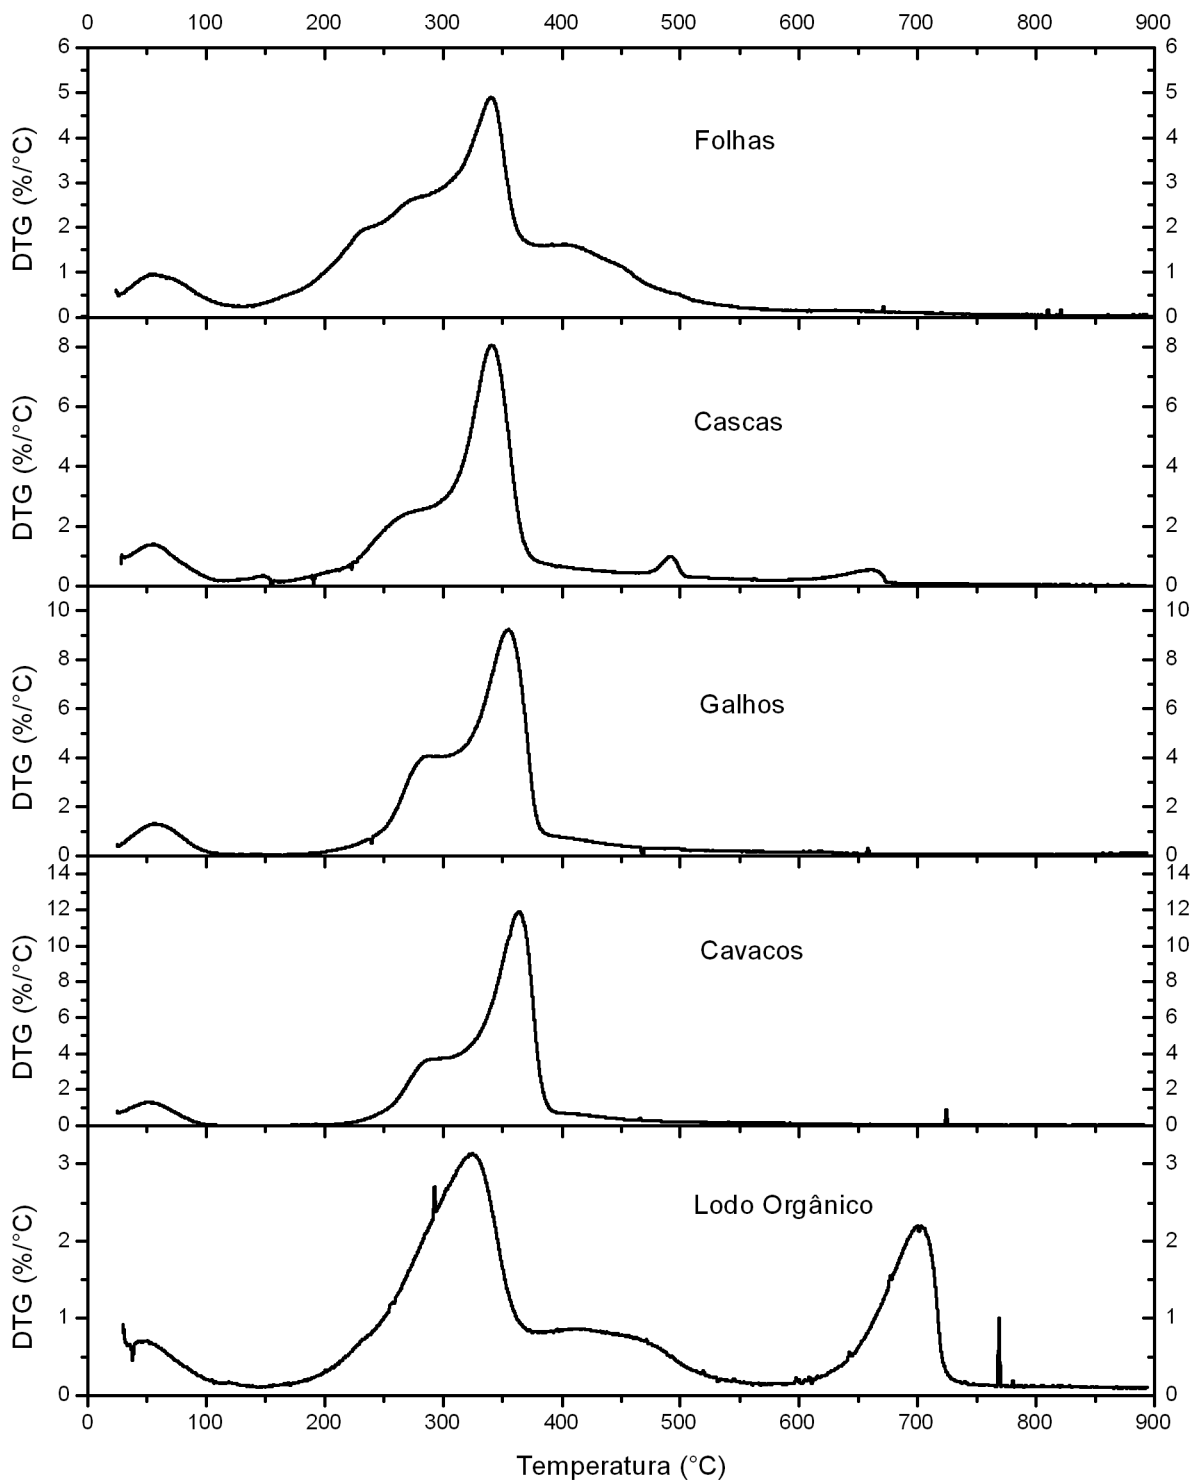 0 100 200 300 400 500 600 700 800 900
6 6
5 5
4 4
3 3
2 2
1 1
0 0
DTG (%/°C)
Folhas
8 8
6 6
4 4
2 2
0 0
DTG (%/°C)
Cascas
10 10
8 8
6 6
4 4
2 2
0 0
DTG (%/°C)
Galhos
14 14
12 12
10 10
8 8
6 6
4 4
2 2
0 0
DTG (%/°C)
Cavacos
3 3
2 2
1 1
0 0
DTG (%/°C)
Lodo Orgânico
0 100 200 300 400 500 600 700 800 900
Temperatura (°C)